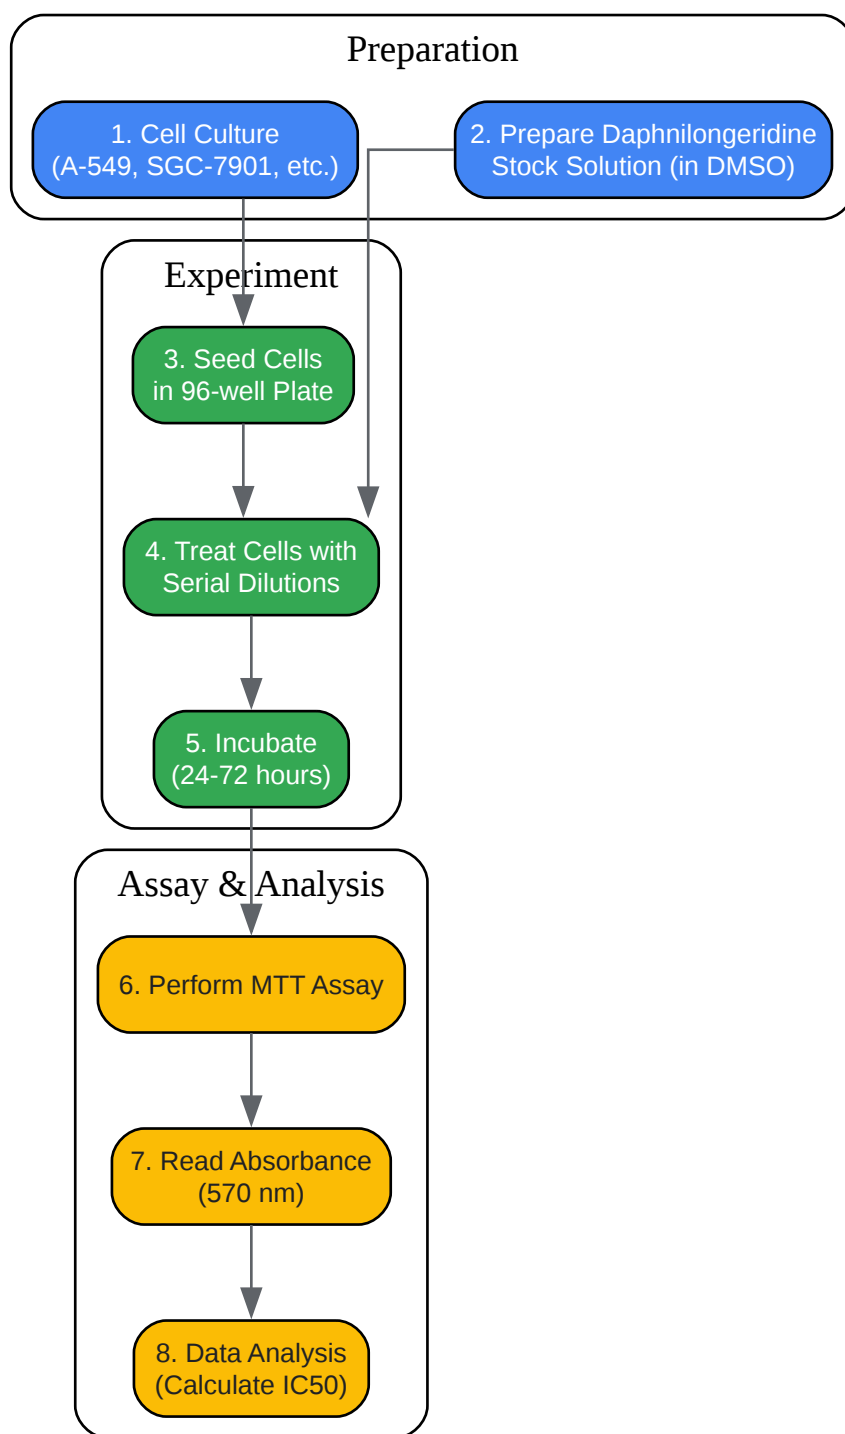 Preparation
1. Cell Culture
(A-549, SGC-7901, etc.)
2. Prepare Daphnilongeridine
Stock Solution (in DMSO)
Experiment
3. Seed Cells
in 96-well Plate
4. Treat Cells with
Serial Dilutions
5. Incubate
(24-72 hours)
Assay & Analysis
6. Perform MTT Assay
7. Read Absorbance
(570 nm)
8. Data Analysis
(Calculate IC50)